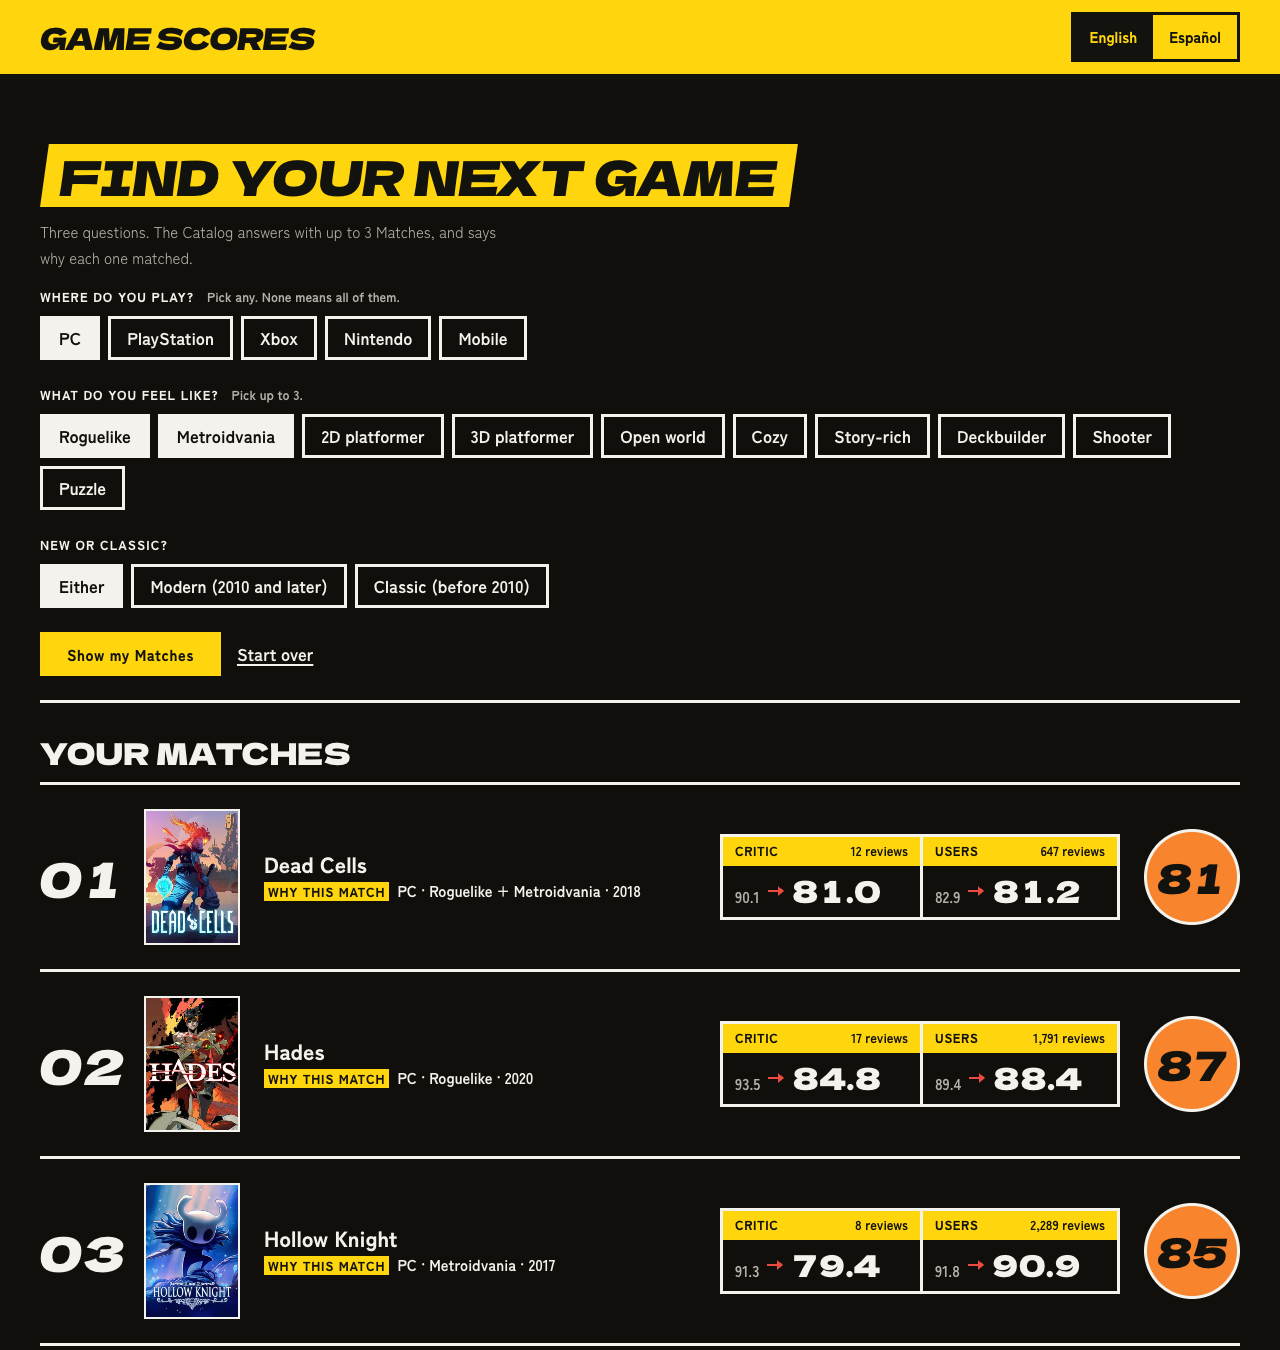 GAME SCORES
English Español
FIND YOUR NEXT GAME
Three questions. The Catalog answers with up to 3 Matches, and says
why each one matched.
WHERE DO YOU PLAY? Pick any. None means all of them.
PC PlayStation Xbox Nintendo Mobile
WHAT DO YOU FEEL LIKE? Pick up to 3.
Roguelike Metroidvania 2D platformer 3D platformer Open world Cozy Story-rich Deckbuilder Shooter
Puzzle
NEW OR CLASSIC?
Either Modern (2010 and later) Classic (before 2010)
Show my Matches Start over
YOUR MATCHES
01
DEAD CELLS
Dead Cells
WHY THIS MATCH PC · Roguelike + Metroidvania · 2018
CRITIC 12 reviews USERS 647 reviews
90.1 → 81.0 82.9 → 81.2
81
02
HADES
Hades
WHY THIS MATCH PC · Roguelike · 2020
CRITIC 17 reviews USERS 1,791 reviews
93.5 → 84.8 89.4 → 88.4
87
03
HOLLOW KNIGHT
Hollow Knight
WHY THIS MATCH PC · Metroidvania · 2017
CRITIC 8 reviews USERS 2,289 reviews
91.3 → 79.4 91.8 → 90.9
85